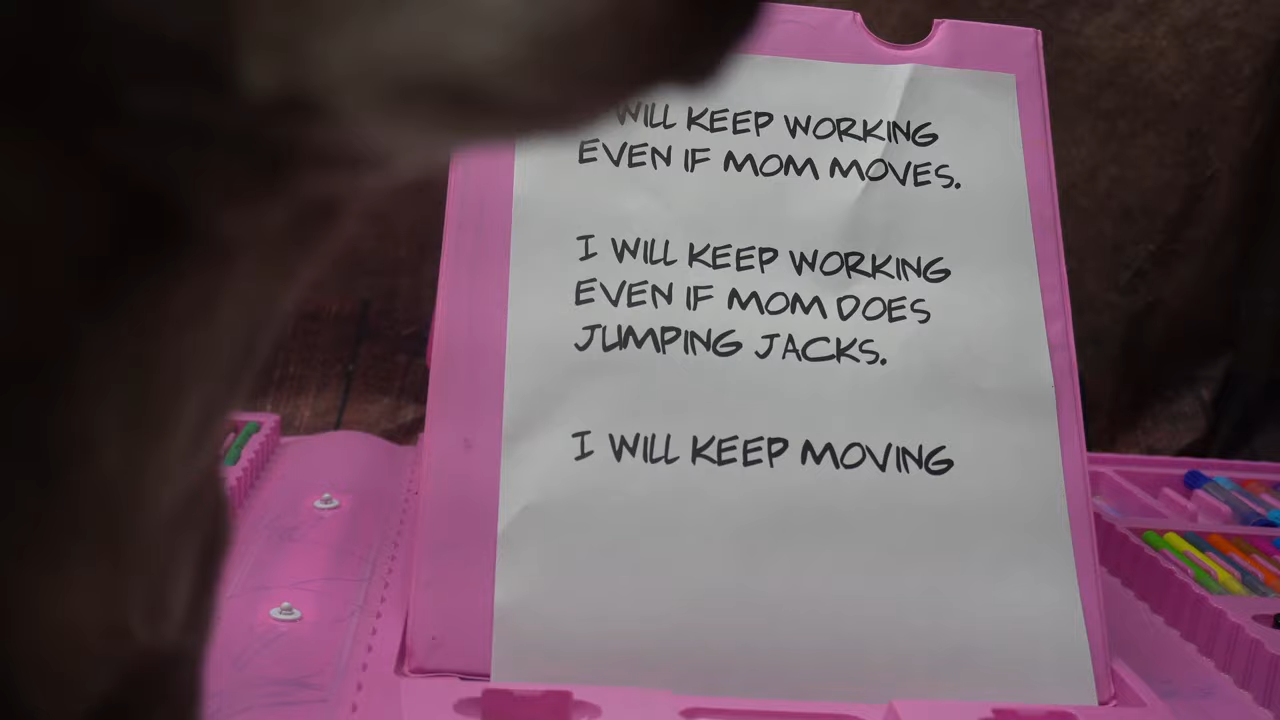 WILL KEEP WORKING
EVEN IF MOM MOVES.
I WILL KEEP WORKING
EVEN IF MOM DOES
JUMPING JACKS.
I WILL KEEP MOVING